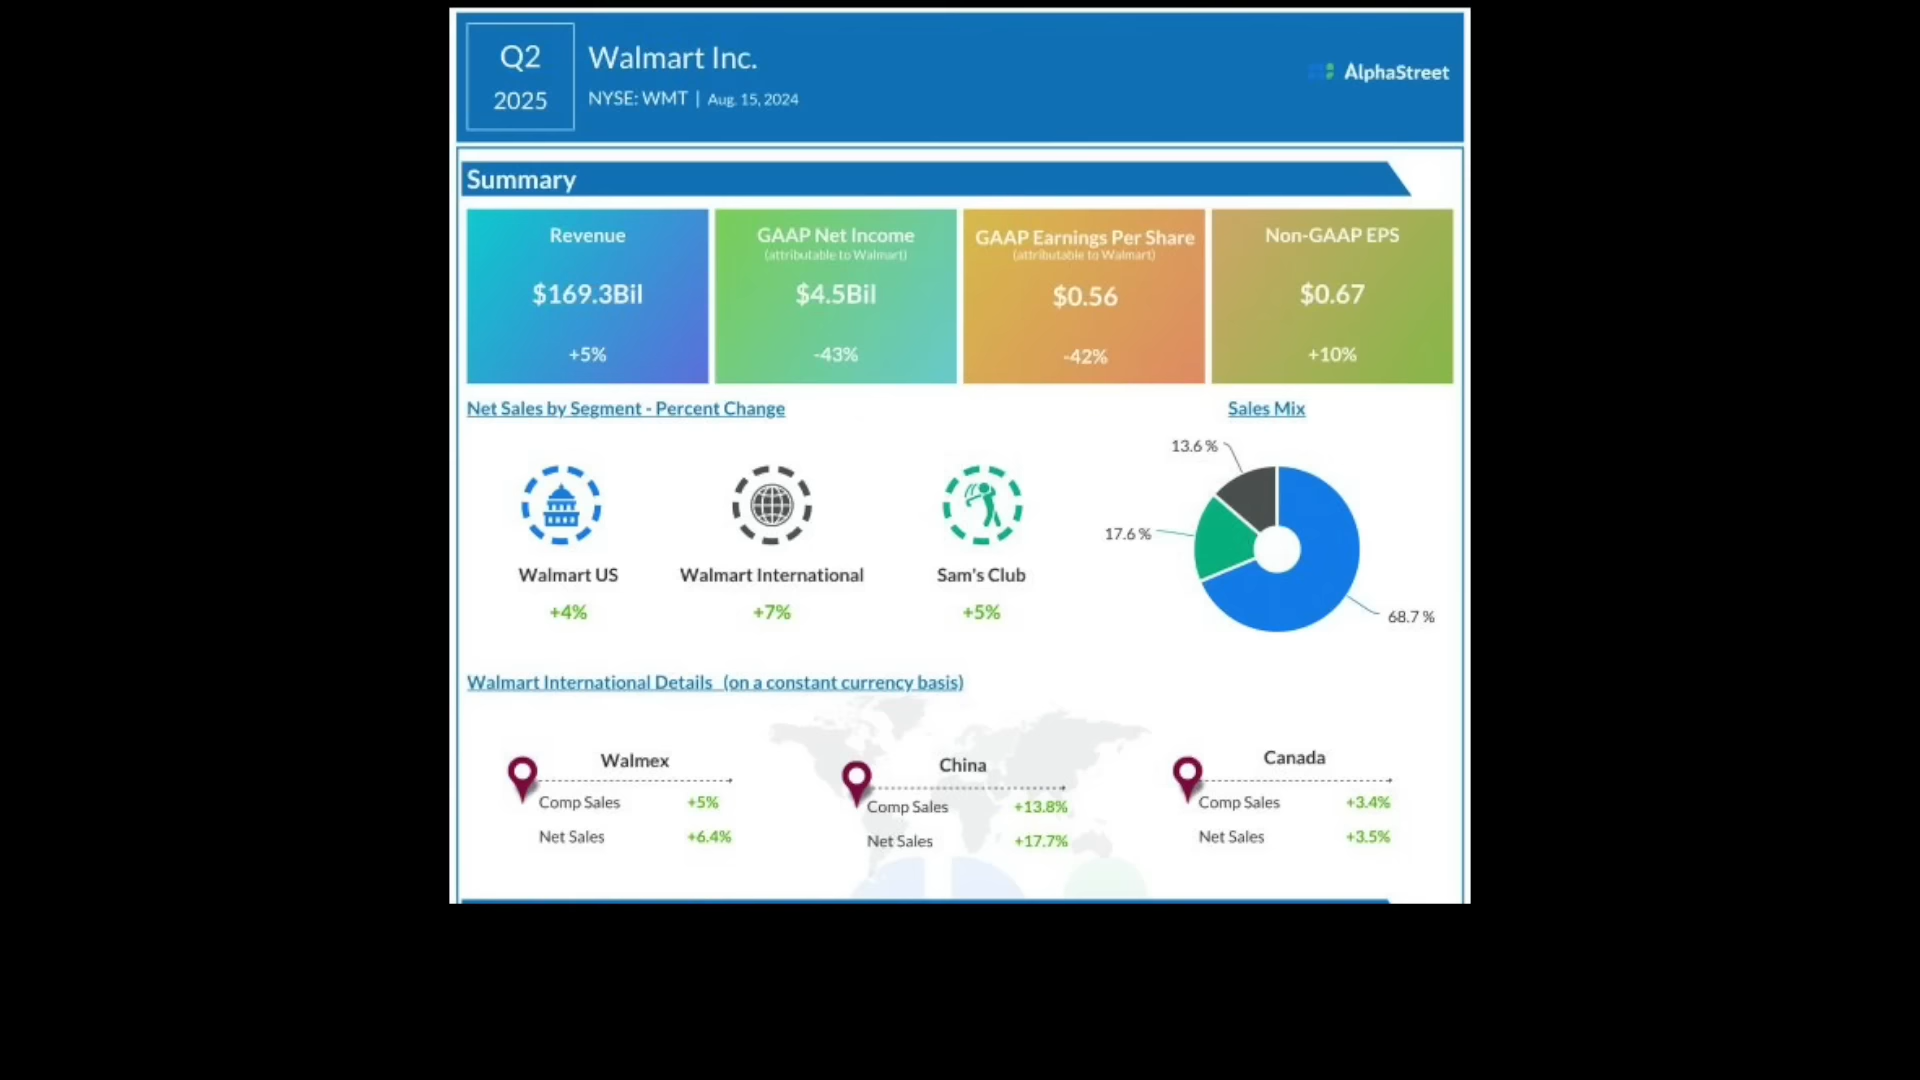 Q2
2025
Walmart Inc.
NYSE: WMT | Aug. 15, 2024
AlphaStreet
Summary
Revenue
$169.3Bil
+5%
GAAP Net Income
(attributable to Walmart)
$4.5Bil
-43%
GAAP Earnings Per Share
(attributable to Walmart)
$0.56
-42%
Non-GAAP EPS
$0.67
+10%
Net Sales by Segment - Percent Change
Walmart US
+4%
Walmart International
+7%
Sam's Club
+5%
Sales Mix
13.6 %
17.6 %
68.7 %
Walmart International Details (on a constant currency basis)
Walmex
Comp Sales +5%
Net Sales +6.4%
China
Comp Sales +13.8%
Net Sales +17.7%
Canada
Comp Sales +3.4%
Net Sales +3.5%